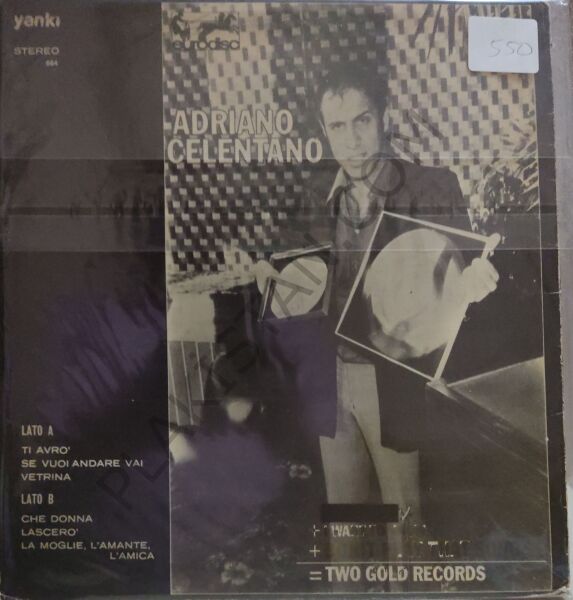 yankı
STEREO
664
eurodisc
550
ADRIANO
CELENTANO
LATO A
TI AVRO'
SE VUOI ANDARE VAI
VETRINA
LATO B
CHE DONNA
LASCERO'
LA MOGLIE, L'AMANTE,
L'AMICA
+
= TWO GOLD RECORDS